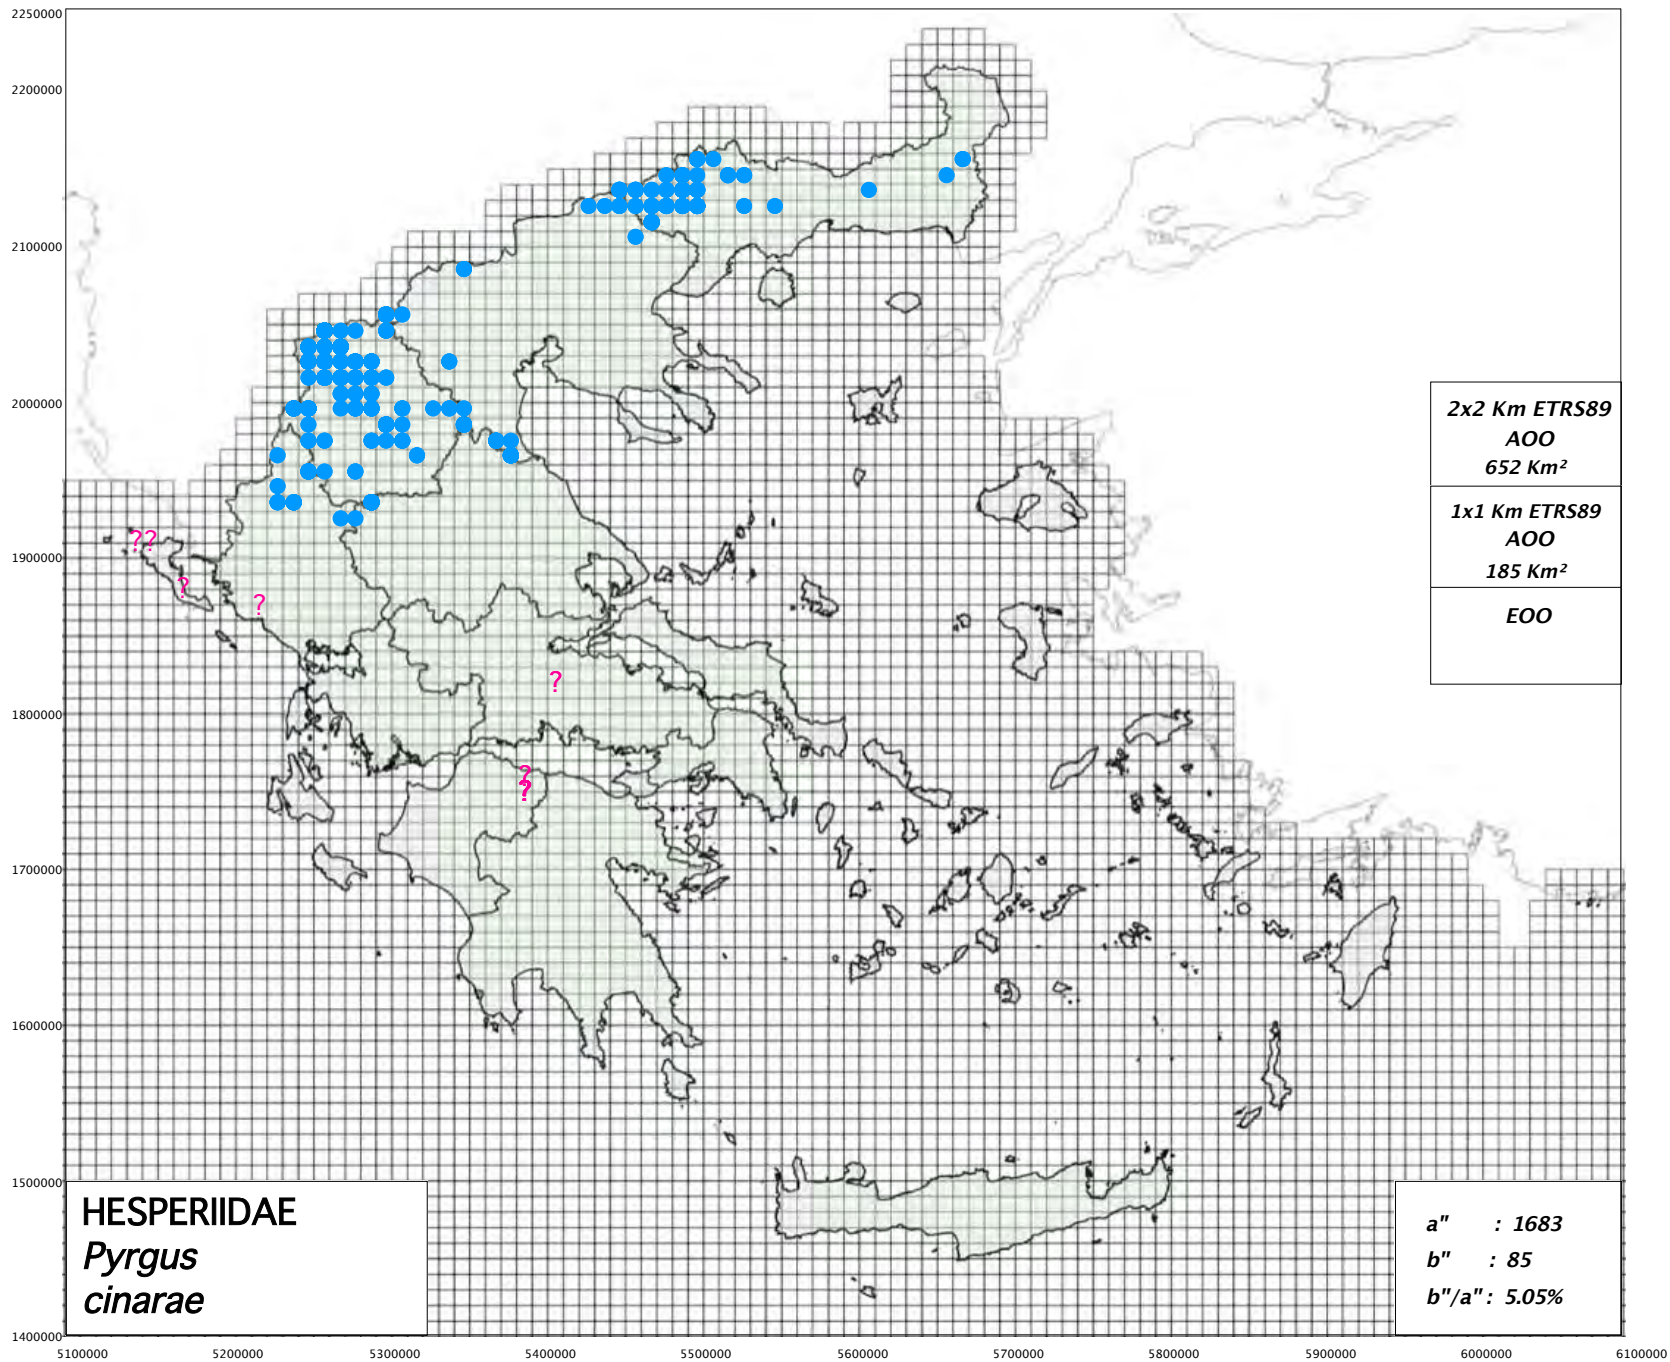 2250000
2200000
2100000
2000000
1900000
1800000
1700000
1600000
1500000
1400000
??
?
?
?
?
?
2x2 Km ETRS89
AOO
652 Km²
1x1 Km ETRS89
AOO
185 Km²
EOO
HESPERIIDAE
Pyrgus
cinarae
a" : 1683
b" : 85
b"/a" : 5.05%
5100000 5200000 5300000 5400000 5500000 5600000 5700000 5800000 5900000 6000000 6100000